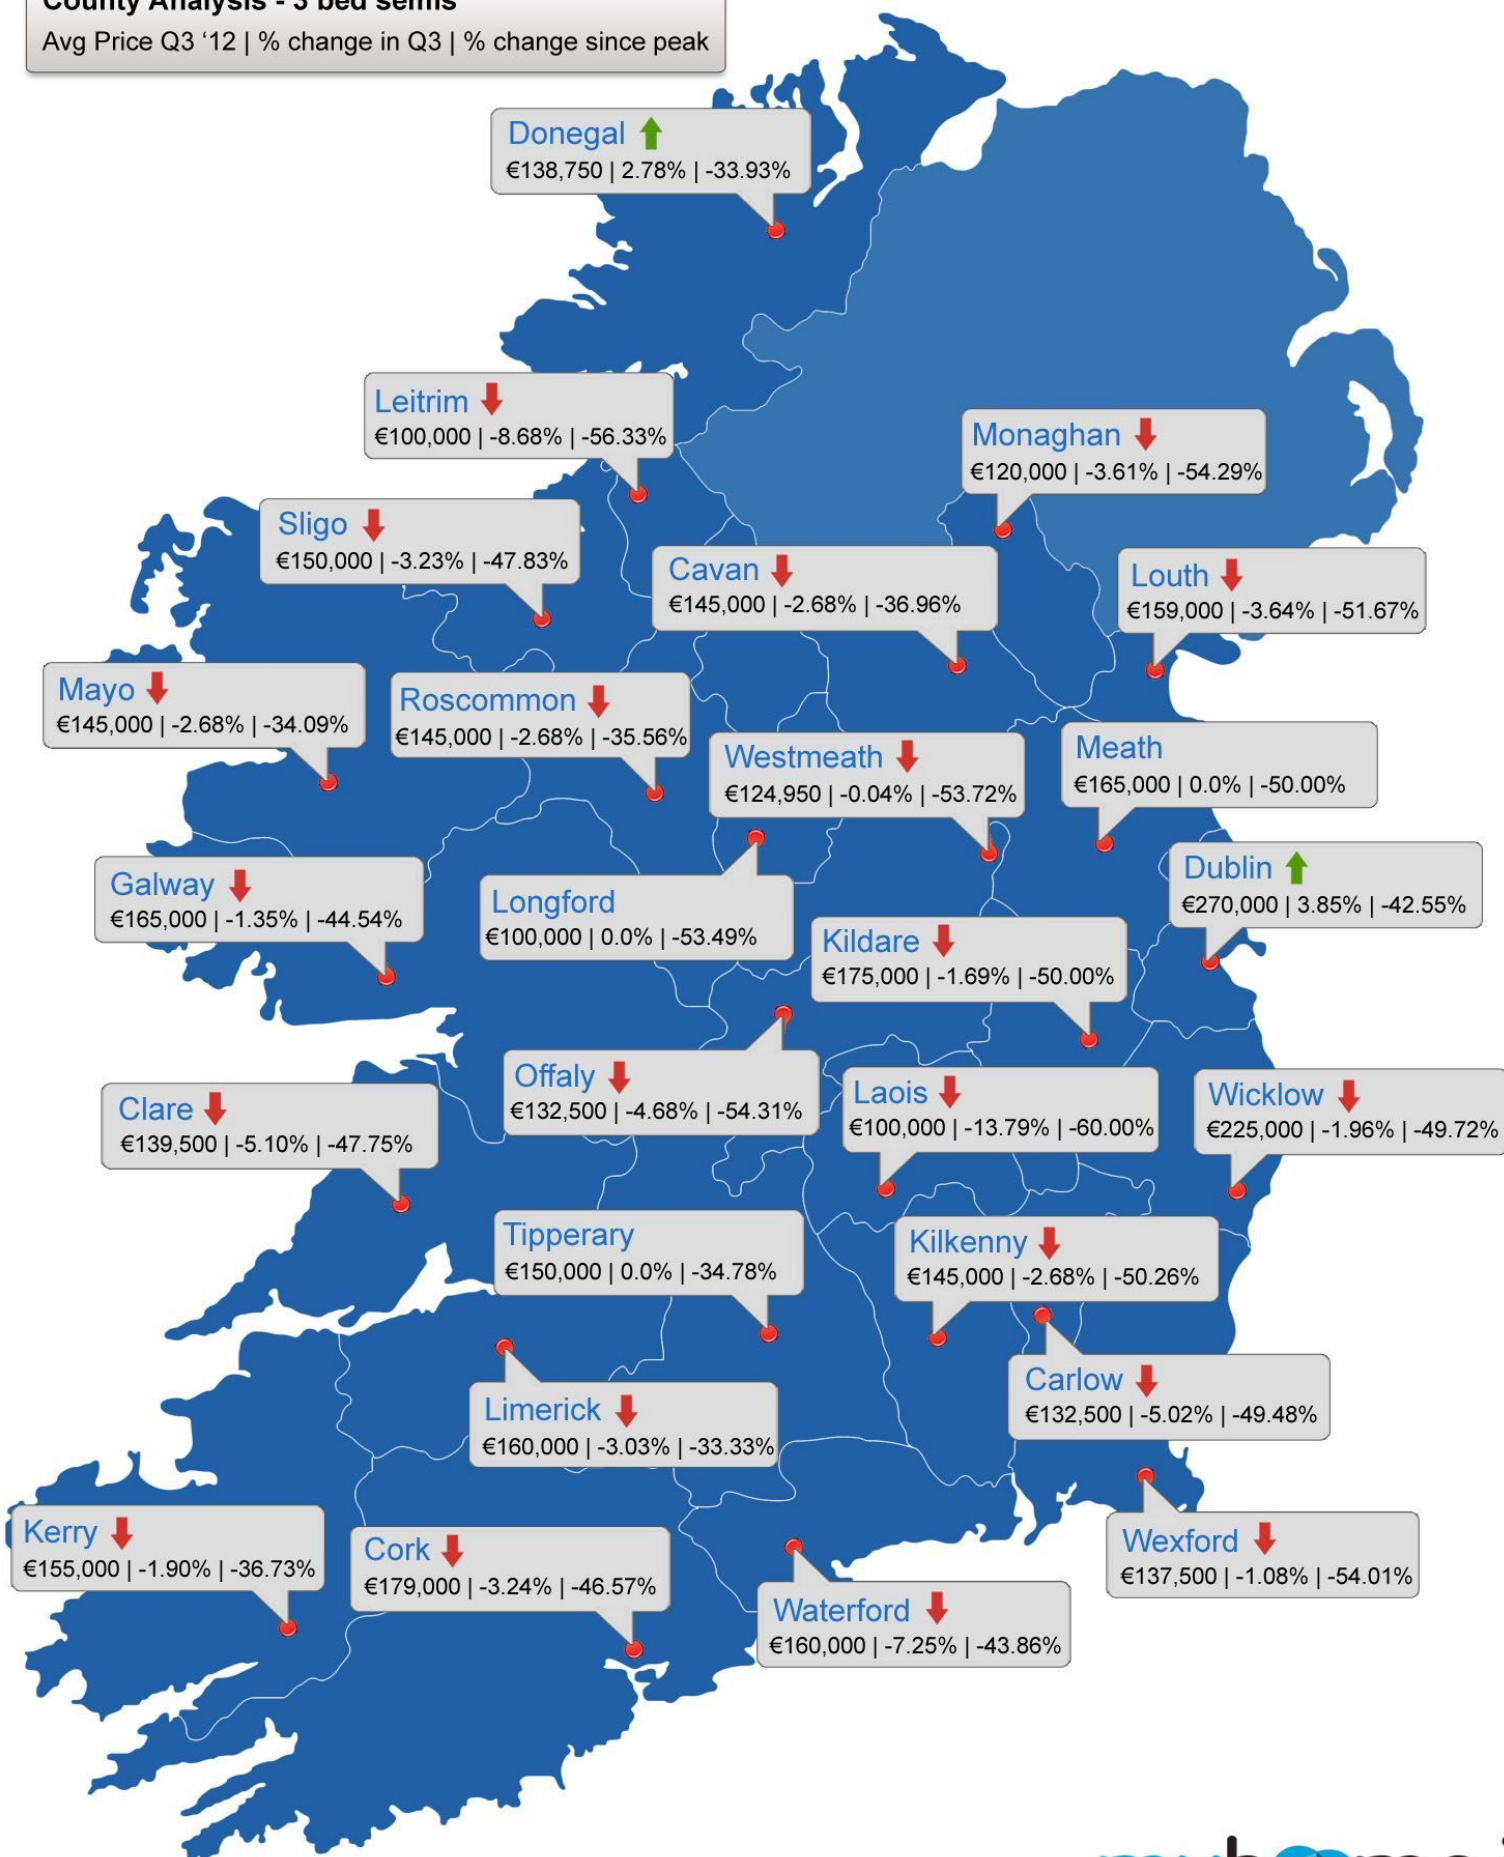 County Analysis - 3 bed semis
Avg Price Q3 ‘12 | % change in Q3 | % change since peak
Donegal
€138,750 | 2.78% | -33.93%
Leitrim
€100,000 | -8.68% | -56.33%
Monaghan
€120,000 | -3.61% | -54.29%
Sligo
€150,000 | -3.23% | -47.83%
Cavan
€145,000 | -2.68% | -36.96%
Louth
€159,000 | -3.64% | -51.67%
Mayo
€145,000 | -2.68% | -34.09%
Roscommon
€145,000 | -2.68% | -35.56%
Westmeath
€124,950 | -0.04% | -53.72%
Meath
€165,000 | 0.0% | -50.00%
Dublin
€270,000 | 3.85% | -42.55%
Galway
€165,000 | -1.35% | -44.54%
Longford
€100,000 | 0.0% | -53.49%
Kildare
€175,000 | -1.69% | -50.00%
Offaly
€132,500 | -4.68% | -54.31%
Laois
€100,000 | -13.79% | -60.00%
Wicklow
€225,000 | -1.96% | -49.72%
Clare
€139,500 | -5.10% | -47.75%
Tipperary
€150,000 | 0.0% | -34.78%
Kilkenny
€145,000 | -2.68% | -50.26%
Carlow
€132,500 | -5.02% | -49.48%
Limerick
€160,000 | -3.03% | -33.33%
Kerry
€155,000 | -1.90% | -36.73%
Cork
€179,000 | -3.24% | -46.57%
Wexford
€137,500 | -1.08% | -54.01%
Waterford
€160,000 | -7.25% | -43.86%